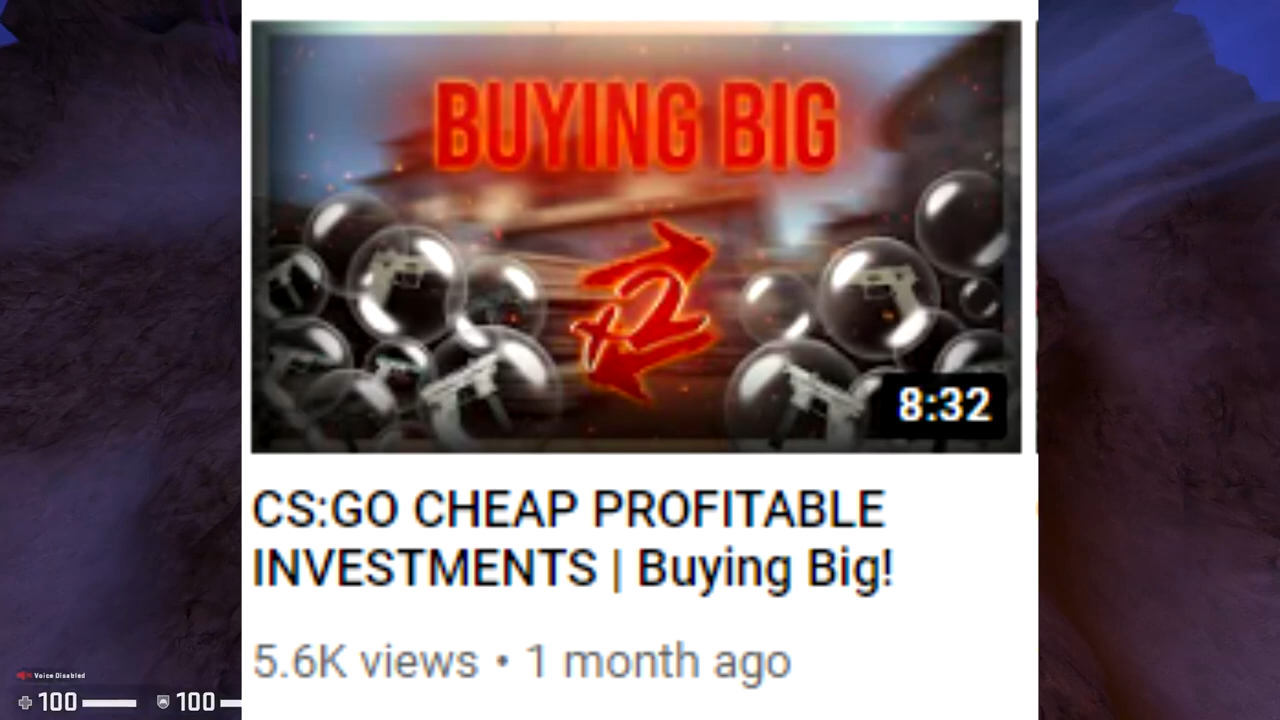 BUYING BIG
x2
8:32
CS:GO CHEAP PROFITABLE
INVESTMENTS | Buying Big!
5.6K views • 1 month ago
Voice Disabled
100 100